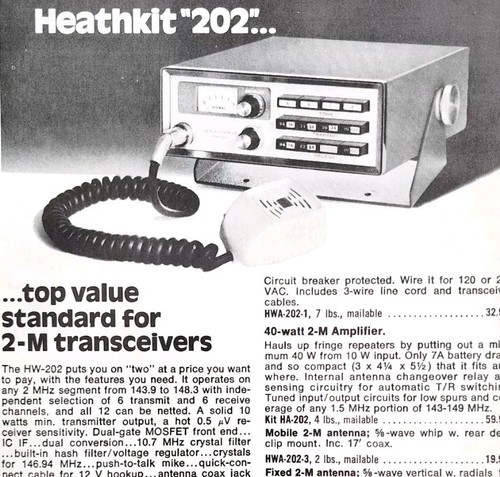 Heathkit "202"...
...top value
standard for
2-M transceivers
The HW-202 puts you on "two" at a price you want
to pay, with the features you need. It operates on
any 2 MHz segment from 143.9 to 148.3 with inde-
pendent selection of 6 transmit and 6 receive
channels, and all 12 can be netted. A solid 10
watts min. transmitter output, a hot 0.5 μV re-
ceiver sensitivity. Dual-gate MOSFET front end...
IC IF...dual conversion...10.7 MHz crystal filter
...built-in hash filter/voltage regulator...crystals
for 146.94 MHz...push-to-talk mike...quick-con-
nect cable for 12 V hookup...antenna coax jack
Circuit breaker protected. Wire it for 120 or
VAC. Includes 3-wire line cord and
cables.
HWA-202-1, 7 lbs., mailable
40-watt 2-M Amplifier.
Hauls up fringe repeaters by putting out a
mum 40 W from 10 W input. Only 7A battery
and so compact (3 x 4¼ x 5½) that it fits
where. Internal antenna changeover relay
sensing circuitry for automatic T/R
Tuned input/output circuits for low spurs and
erage of any 1.5 MHz portion of 143-149 MHz.
Kit HA-202, 4 lbs., mailable
Mobile 2-M antenna; ⅝-wave whip w. rear
clip mount. Inc. 17' coax.
HWA-202-3, 2 lbs., mailable
Fixed 2-M antenna; ⅝-wave vertical w. radials